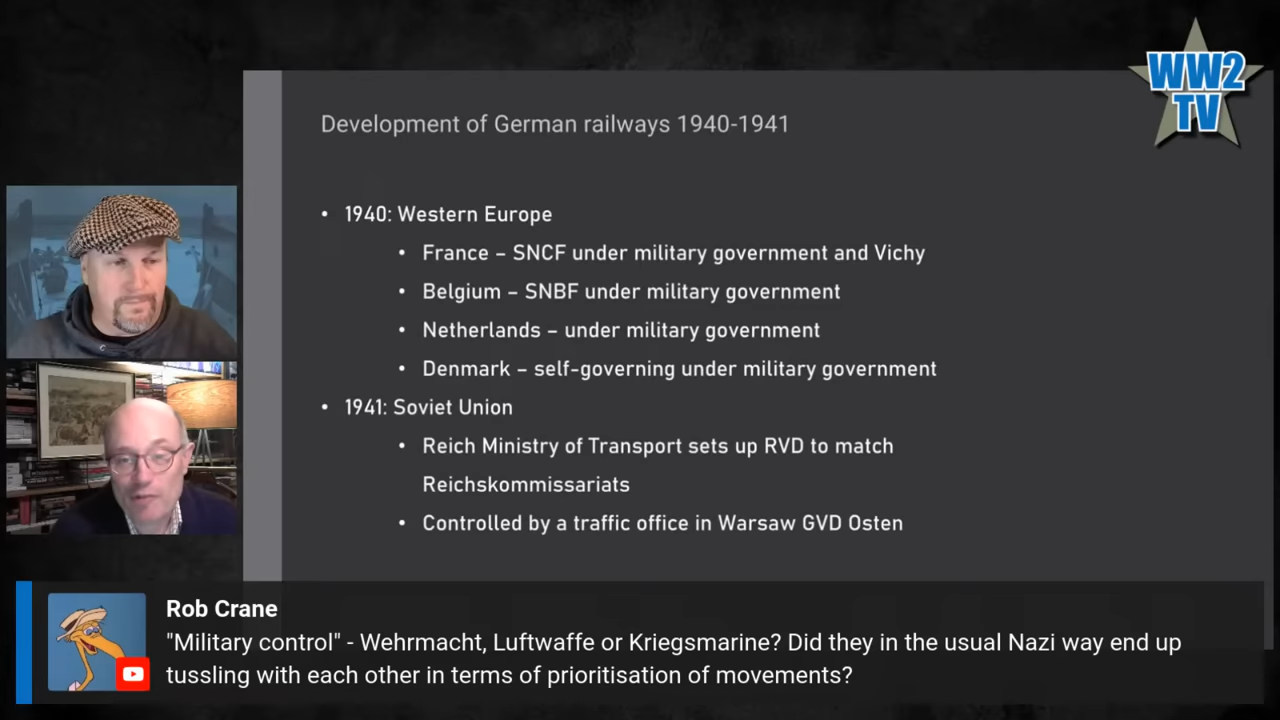 WW2
TV
Development of German railways 1940-1941
• 1940: Western Europe
• France – SNCF under military government and Vichy
• Belgium – SNBF under military government
• Netherlands – under military government
• Denmark – self-governing under military government
• 1941: Soviet Union
• Reich Ministry of Transport sets up RVD to match
Reichskommissariats
• Controlled by a traffic office in Warsaw GVD Osten
Rob Crane
"Military control" - Wehrmacht, Luftwaffe or Kriegsmarine? Did they in the usual Nazi way end up
tussling with each other in terms of prioritisation of movements?